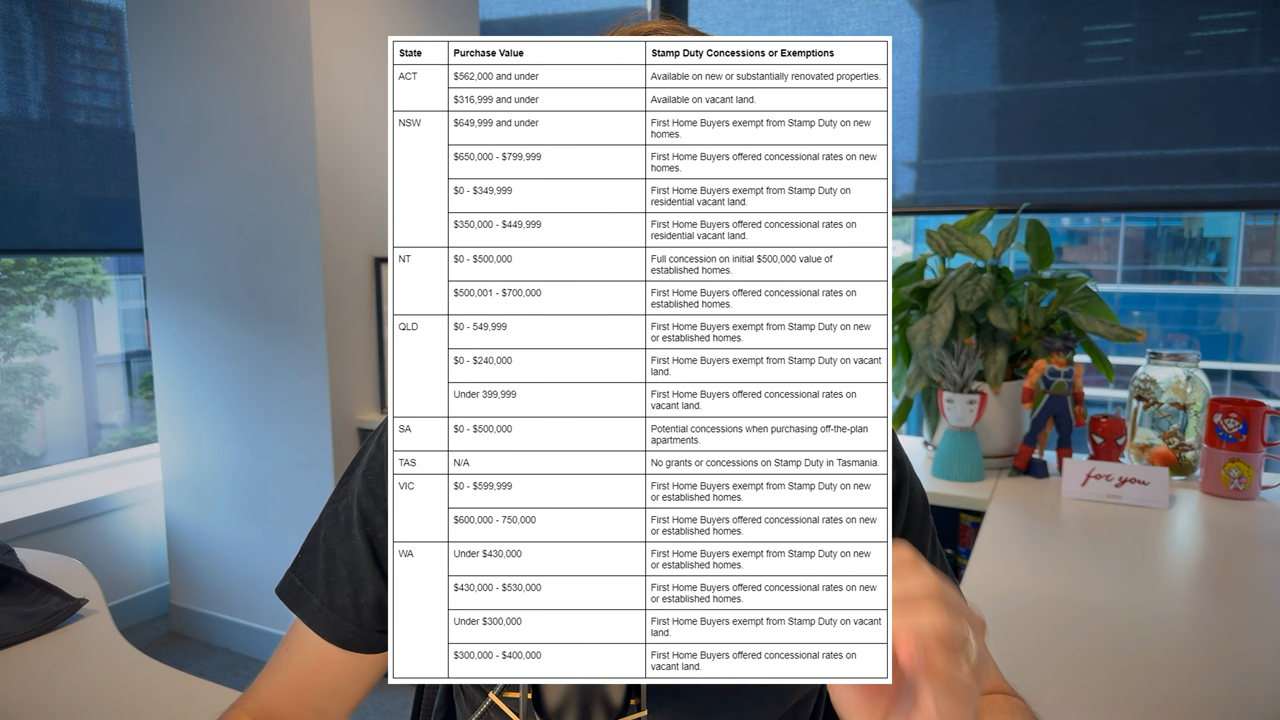 State Purchase Value Stamp Duty Concessions or Exemptions
ACT $562,000 and under Available on new or substantially renovated properties.
$316,999 and under Available on vacant land.
NSW $649,999 and under First Home Buyers exempt from Stamp Duty on new
homes.
$650,000 - $799,999 First Home Buyers offered concessional rates on new
homes.
$0 - $349,999 First Home Buyers exempt from Stamp Duty on
residential vacant land.
$350,000 - $449,999 First Home Buyers offered concessional rates on
residential vacant land.
NT $0 - $500,000 Full concession on initial $500,000 value of
established homes.
$500,001 - $700,000 First Home Buyers offered concessional rates on
established homes.
QLD $0 - 549,999 First Home Buyers exempt from Stamp Duty on new
or established homes.
$0 - $240,000 First Home Buyers exempt from Stamp Duty on vacant
land.
Under 399,999 First Home Buyers offered concessional rates on
vacant land.
SA $0 - $500,000 Potential concessions when purchasing off-the-plan
apartments.
TAS N/A No grants or concessions on Stamp Duty in Tasmania.
VIC $0 - $599,999 First Home Buyers exempt from Stamp Duty on new
or established homes.
$600,000 - 750,000 First Home Buyers offered concessional rates on new
or established homes.
WA Under $430,000 First Home Buyers exempt from Stamp Duty on new
or established homes.
$430,000 - $530,000 First Home Buyers offered concessional rates on new
or established homes.
Under $300,000 First Home Buyers exempt from Stamp Duty on vacant
land.
$300,000 - $400,000 First Home Buyers offered concessional rates on
vacant land.
for you